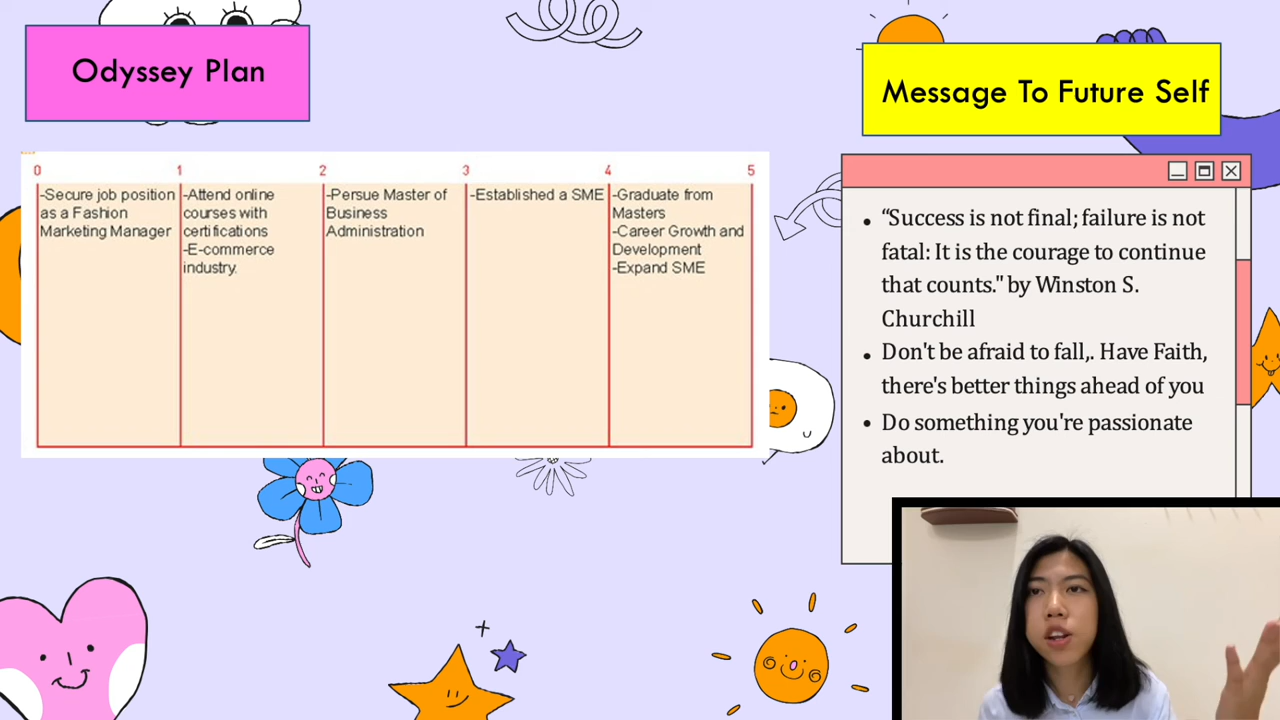 Odyssey Plan
0 1 2 3 4 5
-Secure job position
as a Fashion
Marketing Manager
-Attend online
courses with
certifications
-E-commerce
industry.
-Persue Master of
Business
Administration
-Established a SME
-Graduate from
Masters
-Career Growth and
Development
-Expand SME
Message To Future Self
• “Success is not final; failure is not
fatal: It is the courage to continue
that counts." by Winston S.
Churchill
• Don't be afraid to fall,. Have Faith,
there's better things ahead of you
• Do something you're passionate
about.